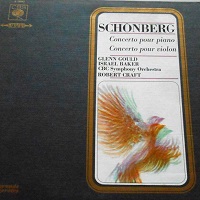 SCHONBERG
Concerto pour piano
Concerto pour violon
GLENN GOULD
ISRAEL BAKER
CBC Symphony Orchestra
ROBERT CRAFT